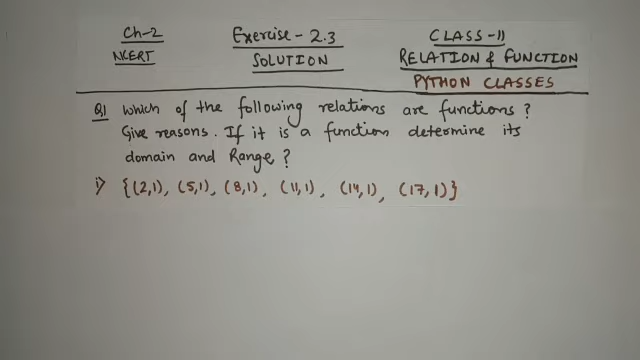 Ch-2 Exercise - 2.3 CLASS-11
NCERT SOLUTION RELATION & FUNCTION
PYTHON CLASSES
Q1 Which of the following relations are functions?
Give reasons. If it is a function determine its
domain and Range?
i) {(2,1), (5,1), (8,1), (11,1), (14,1), (17,1)}